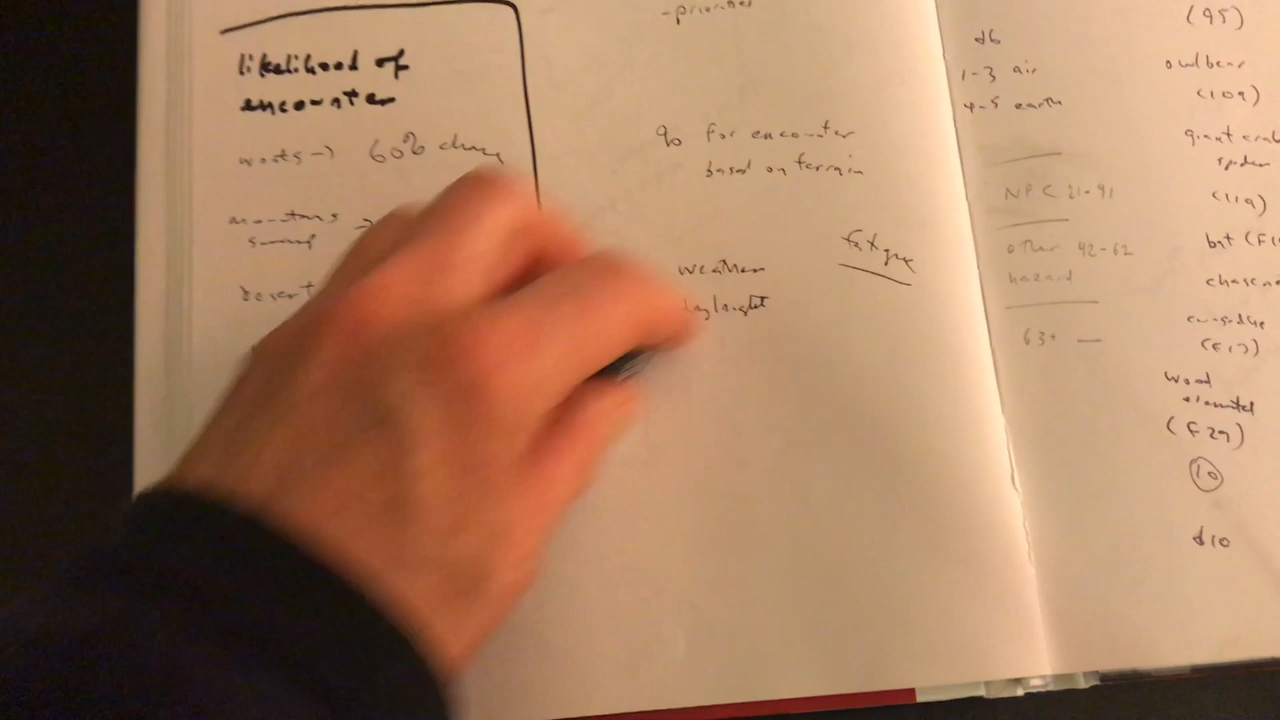 likelihood of
encounter
woods → 60%
mountains →
swamp
desert
- priorities
% for encounter
based on terrain
fatigue
weather
daylight
d6
1-3 air
4-5 earth
NPC 21-41
other 42-62
hazard
63+ —
(95)
owlbear
(109)
giant crab
spider
(119)
bat
(F17)
wood
elemental
(F29)
10
d10